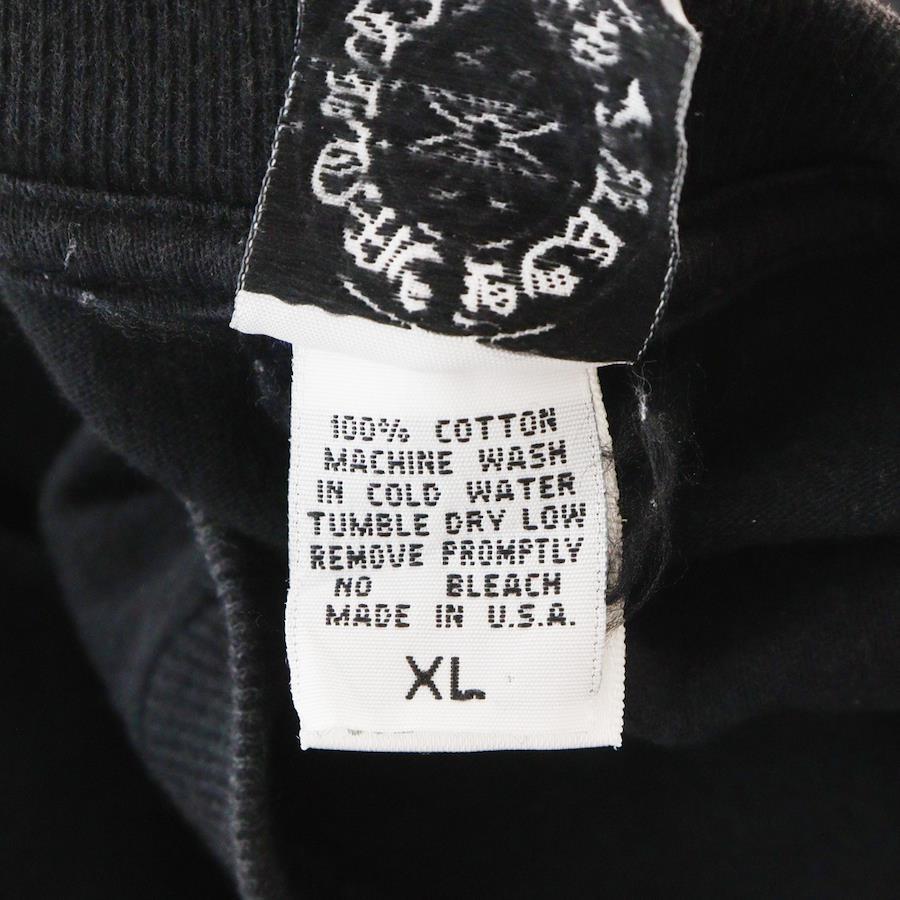 100% COTTON
MACHINE WASH
IN COLD WATER
TUMBLE DRY LOW
REMOVE PROMPTLY
NO BLEACH
MADE IN U.S.A.
XL